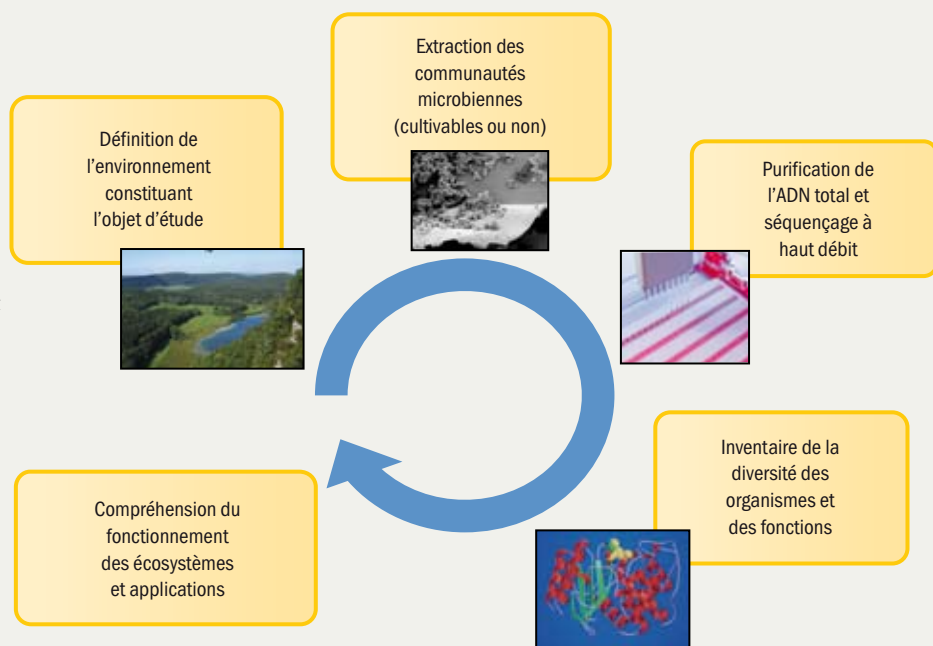 Définition de
l'environnement
constituant
l'objet d'étude
Extraction des
communautés
microbiennes
(cultivables ou non)
Purification de
l'ADN total et
séquençage à
haut débit
Inventaire de la
diversité des
organismes et
des fonctions
Compréhension du
fonctionnement
des écosystèmes
et applications